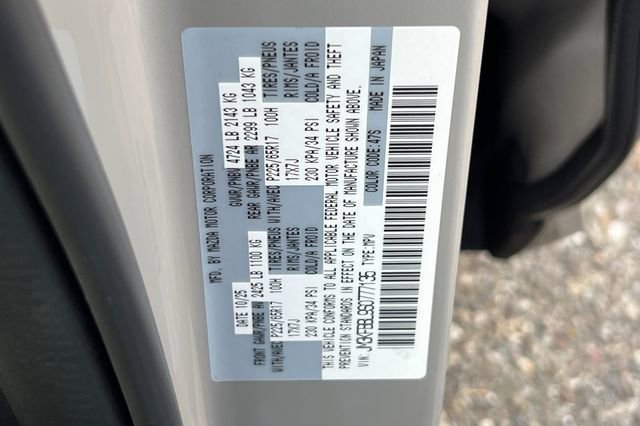 MFD. BY MAZDA MOTOR CORPORATION
DATE 10/25 GVWR/PNBV 4724 LB 2143 KG
FRONT GAWR/PNBE AV 2425 LB 1100 KG REAR GAWR/PNBE AR 2299 LB 1043 KG
WITH/AVEC TIRES/PNEUS WITH/AVEC TIRES/PNEUS
P225/65R17 100H RIMS/JANTES P225/65R17 100H RIMS/JANTES
17X7J COLD/A FROID 17X7J COLD/A FROID
230 KPA/34 PSI 230 KPA/34 PSI
THIS VEHICLE CONFORMS TO ALL APPLICABLE FEDERAL MOTOR VEHICLE SAFETY AND THEFT
PREVENTION STANDARDS IN EFFECT ON THE DATE OF MANUFACTURE SHOWN ABOVE.
VIN: TYPE:MPV COLOR CODE:47S MADE IN JAPAN